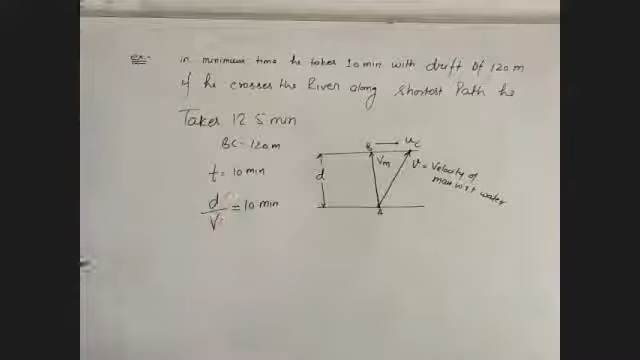 ex:-
in minimum time he takes 10 min with drift of 120 m
if he crosses the River along shortest Path he
Takes 12.5 min
BC = 120 m
B
u
C
t = 10 min
d
Vm
V = Velocity of
man w.r.t water
d/V = 10 min
A